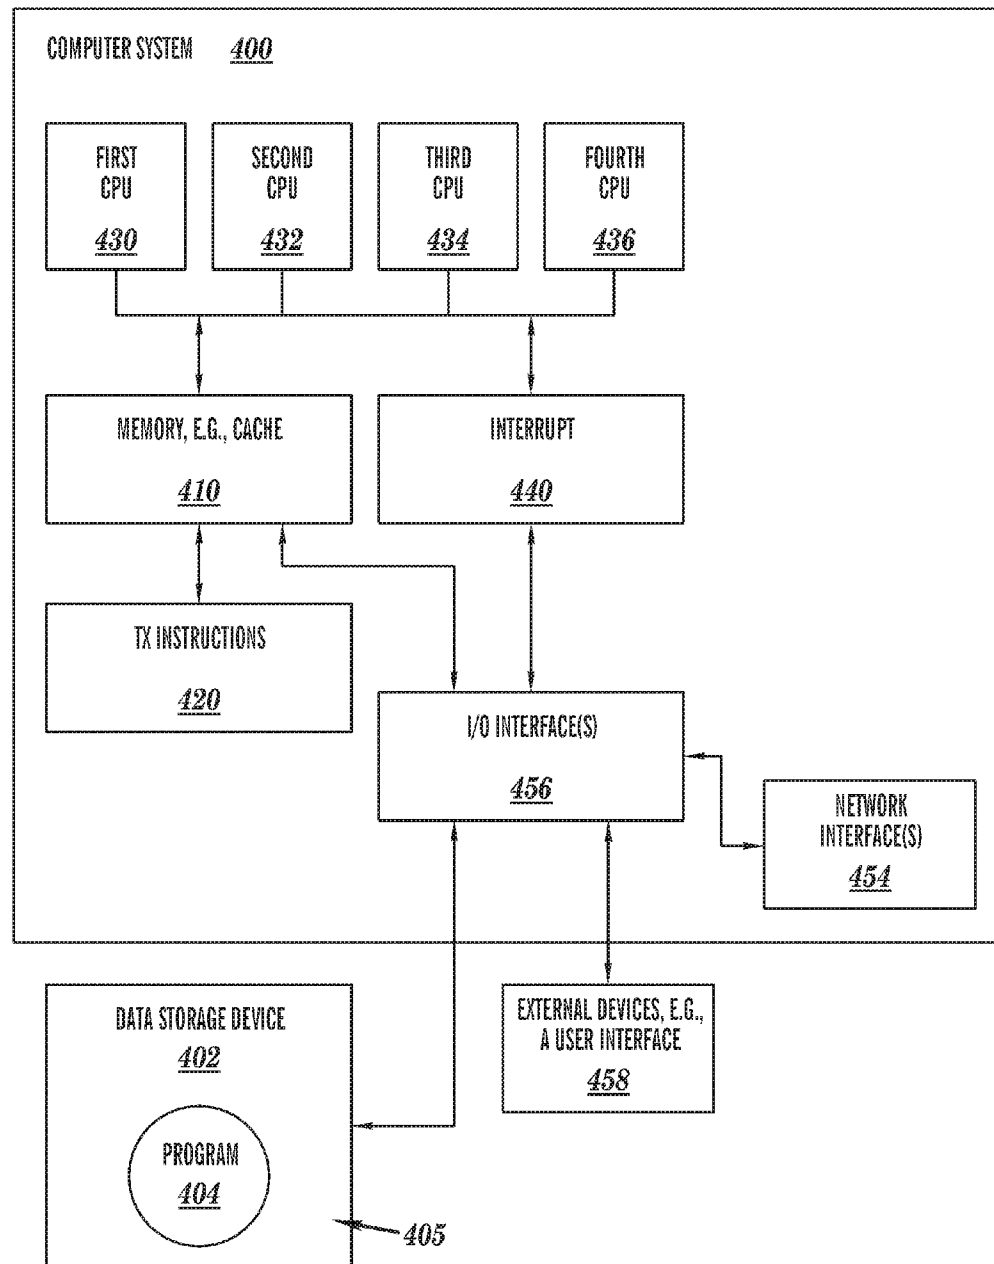 COMPUTER SYSTEM 400
FIRST
CPU
430
SECOND
CPU
432
THIRD
CPU
434
FOURTH
CPU
436
MEMORY, E.G., CACHE
410
INTERRUPT
440
TX INSTRUCTIONS
420
I/O INTERFACE(S)
456
NETWORK
INTERFACE(S)
454
DATA STORAGE DEVICE
402
PROGRAM
404
405
EXTERNAL DEVICES, E.G.,
A USER INTERFACE
458